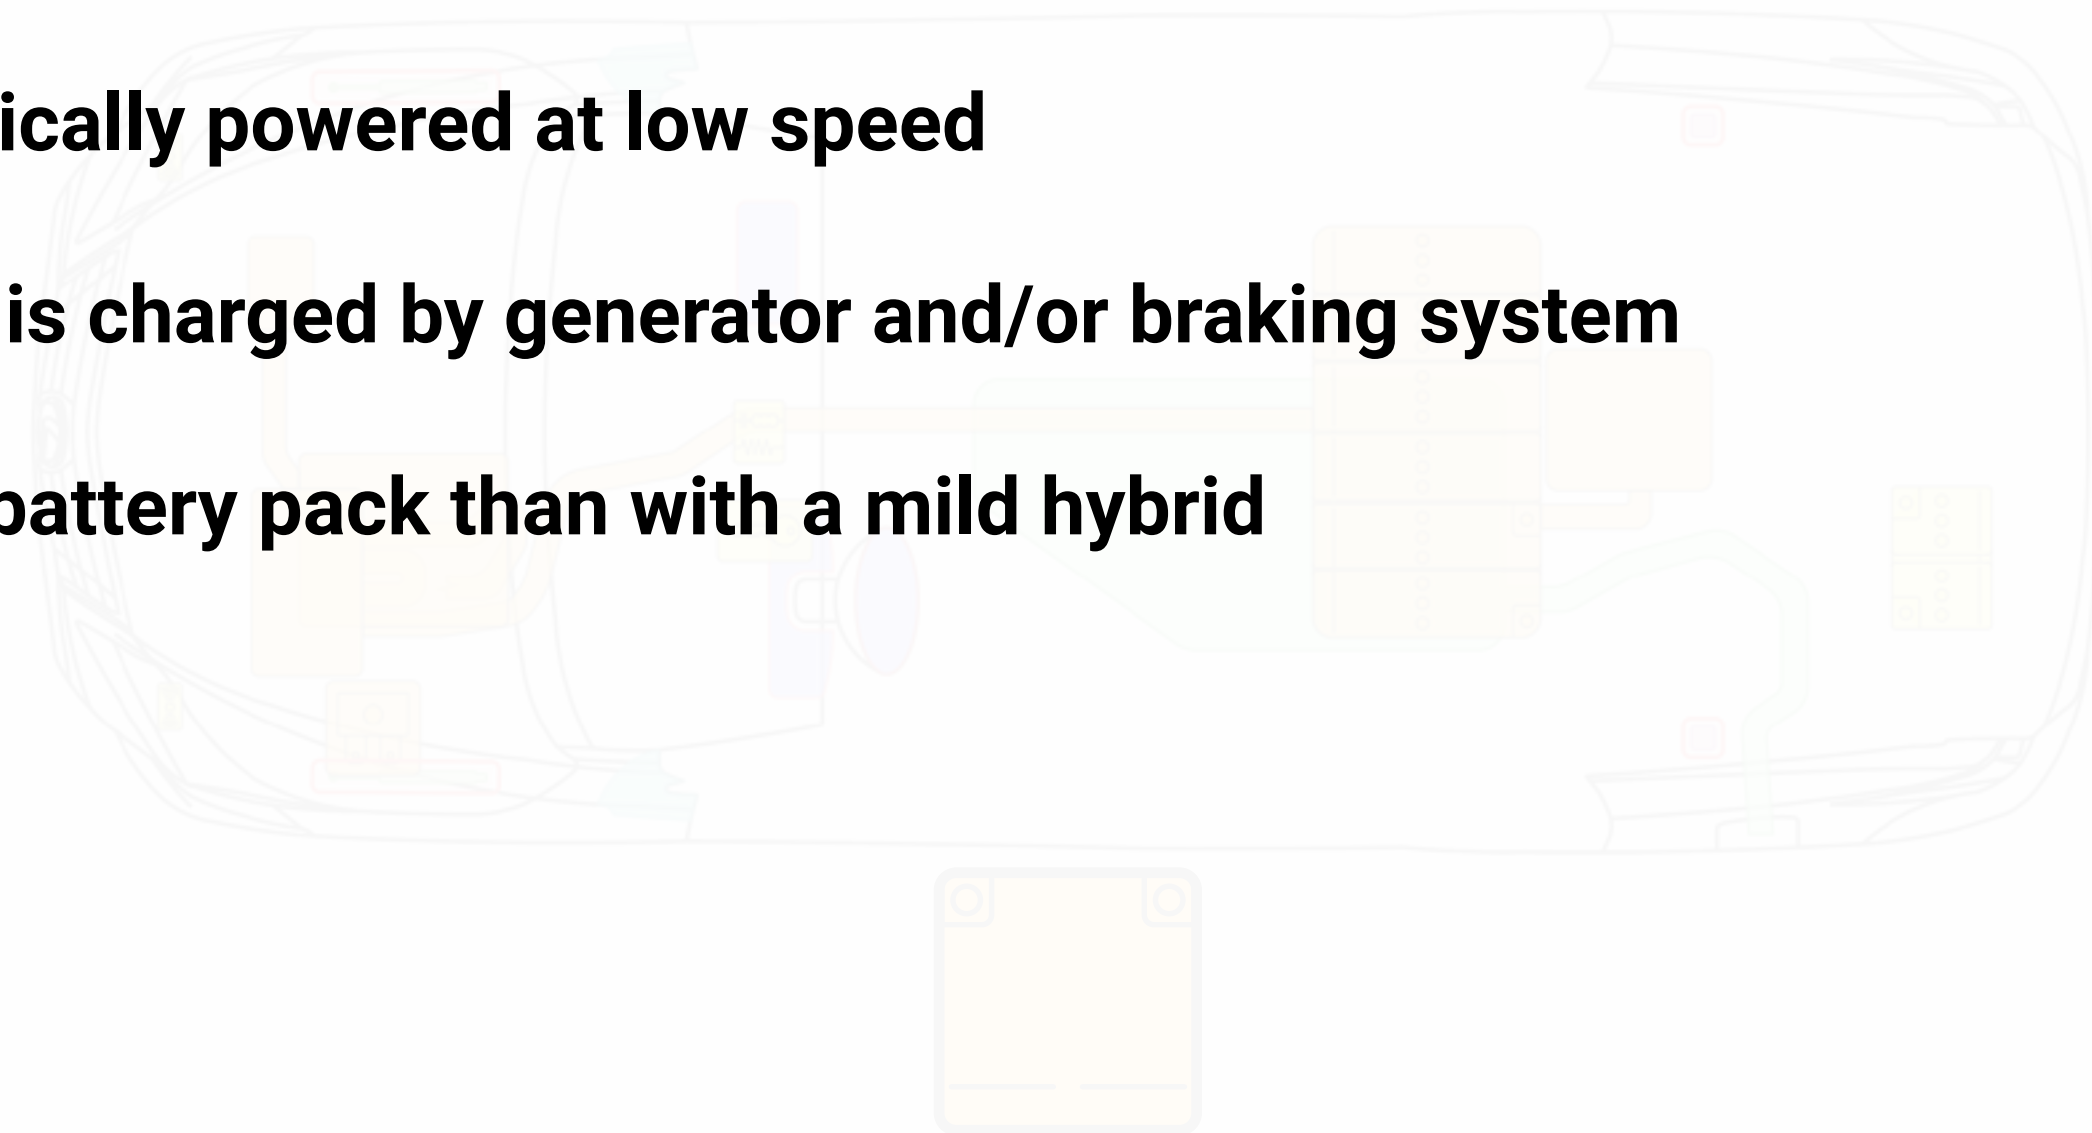 ically powered at low speed
is charged by generator and/or braking system
battery pack than with a mild hybrid